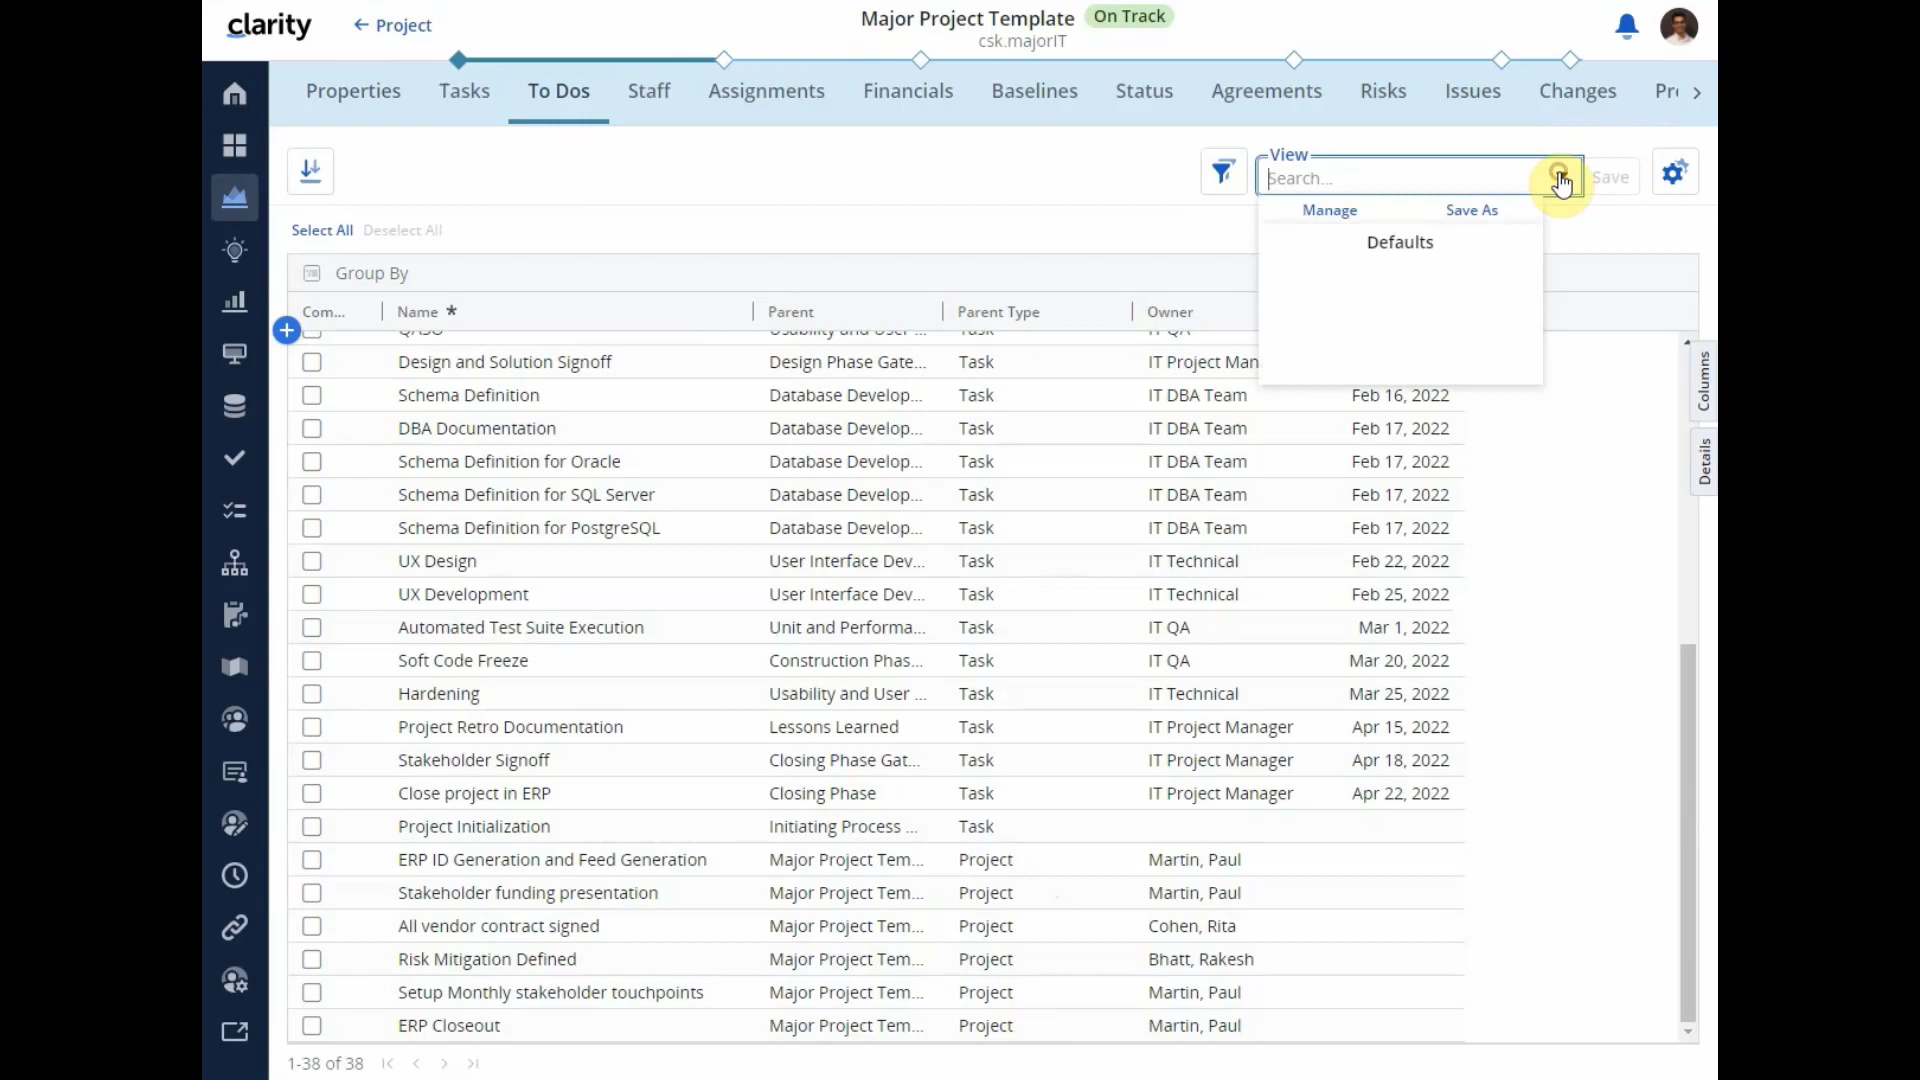 clarity
Project
Major Project Template
On Track
csk.majorIT
Properties Tasks To Dos Staff Assignments Financials Baselines Status Agreements Risks Issues Changes
View
Search...
Save
Manage Save As
Defaults
Select All Deselect All
Group By
Com... Name * Parent Parent Type Owner
Design and Solution Signoff Design Phase Gate... Task IT Project Man
Schema Definition Database Develop... Task IT DBA Team Feb 16, 2022
DBA Documentation Database Develop... Task IT DBA Team Feb 17, 2022
Schema Definition for Oracle Database Develop... Task IT DBA Team Feb 17, 2022
Schema Definition for SQL Server Database Develop... Task IT DBA Team Feb 17, 2022
Schema Definition for PostgreSQL Database Develop... Task IT DBA Team Feb 17, 2022
UX Design User Interface Dev... Task IT Technical Feb 22, 2022
UX Development User Interface Dev... Task IT Technical Feb 25, 2022
Automated Test Suite Execution Unit and Performa... Task IT QA Mar 1, 2022
Soft Code Freeze Construction Phas... Task IT QA Mar 20, 2022
Hardening Usability and User ... Task IT Technical Mar 25, 2022
Project Retro Documentation Lessons Learned Task IT Project Manager Apr 15, 2022
Stakeholder Signoff Closing Phase Gat... Task IT Project Manager Apr 18, 2022
Close project in ERP Closing Phase Task IT Project Manager Apr 22, 2022
Project Initialization Initiating Process ... Task
ERP ID Generation and Feed Generation Major Project Tem... Project Martin, Paul
Stakeholder funding presentation Major Project Tem... Project Martin, Paul
All vendor contract signed Major Project Tem... Project Cohen, Rita
Risk Mitigation Defined Major Project Tem... Project Bhatt, Rakesh
Setup Monthly stakeholder touchpoints Major Project Tem... Project Martin, Paul
ERP Closeout Major Project Tem... Project Martin, Paul
Columns
Details
1-38 of 38